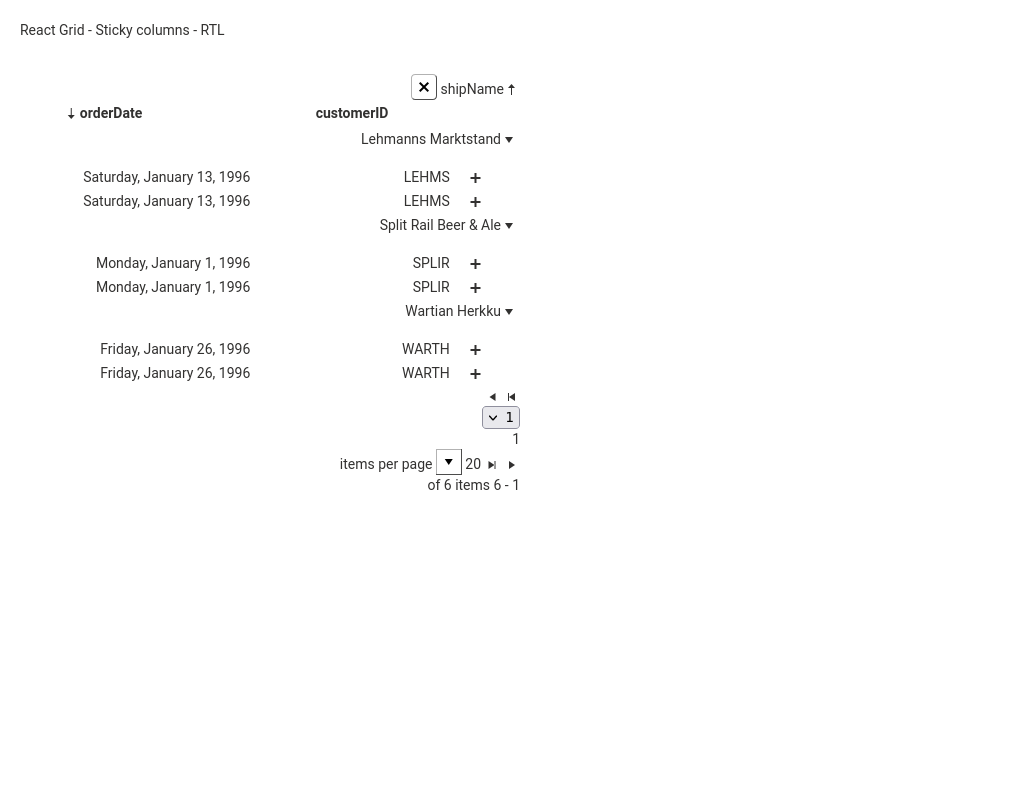 React Grid - Sticky columns - RTL
shipName
orderDate customerID
Lehmanns Marktstand
Saturday, January 13, 1996 LEHMS
Saturday, January 13, 1996 LEHMS
Split Rail Beer & Ale
Monday, January 1, 1996 SPLIR
Monday, January 1, 1996 SPLIR
Wartian Herkku
Friday, January 26, 1996 WARTH
Friday, January 26, 1996 WARTH
1
1
items per page 20
of 6 items 6 - 1